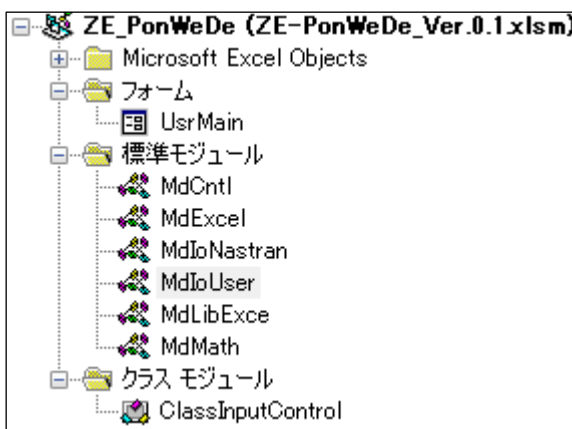 ZE_PonWeDe (ZE-PonWeDe_Ver.0.1.xlsm)
Microsoft Excel Objects
フォーム
UsrMain
標準モジュール
MdCntl
MdExcel
MdIoNastran
MdIoUser
MdLibExce
MdMath
クラス モジュール
ClassInputControl